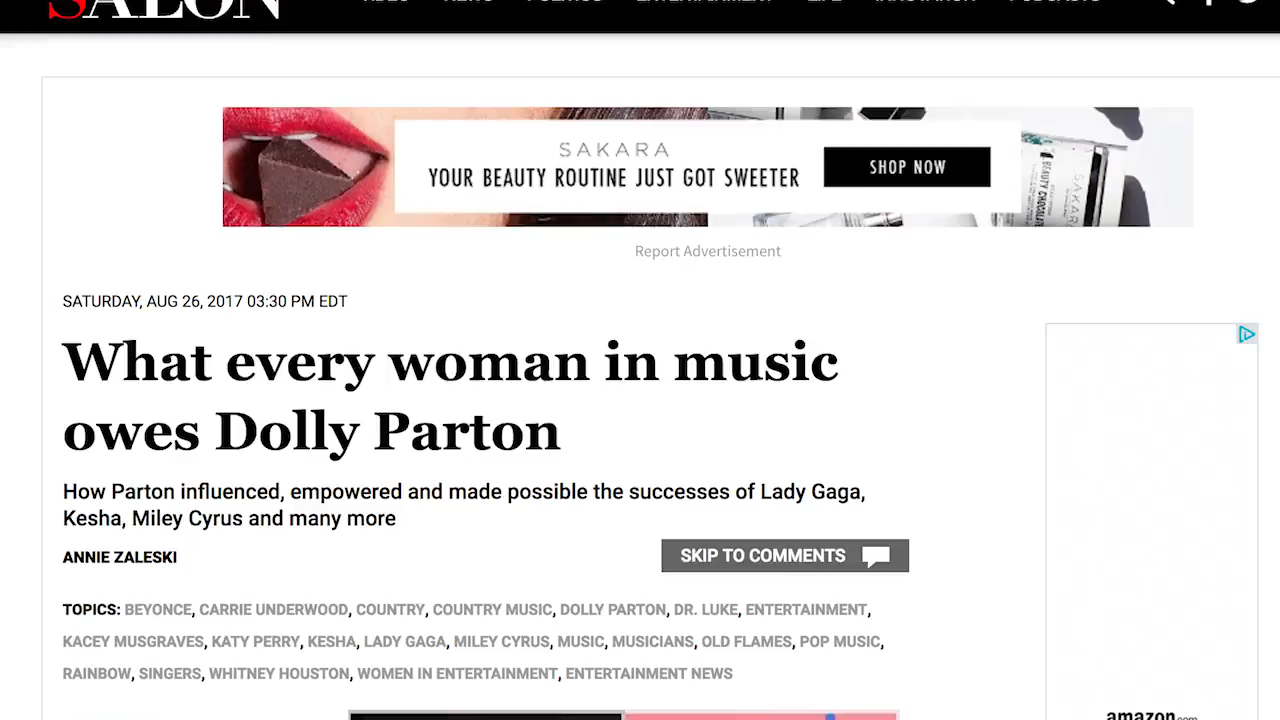 SALON
SAKARA
YOUR BEAUTY ROUTINE JUST GOT SWEETER
SHOP NOW
Report Advertisement
SATURDAY, AUG 26, 2017 03:30 PM EDT
What every woman in music
owes Dolly Parton
How Parton influenced, empowered and made possible the successes of Lady Gaga,
Kesha, Miley Cyrus and many more
ANNIE ZALESKI
SKIP TO COMMENTS
TOPICS: BEYONCE, CARRIE UNDERWOOD, COUNTRY, COUNTRY MUSIC, DOLLY PARTON, DR. LUKE, ENTERTAINMENT,
KACEY MUSGRAVES, KATY PERRY, KESHA, LADY GAGA, MILEY CYRUS, MUSIC, MUSICIANS, OLD FLAMES, POP MUSIC,
RAINBOW, SINGERS, WHITNEY HOUSTON, WOMEN IN ENTERTAINMENT, ENTERTAINMENT NEWS
amazon.com